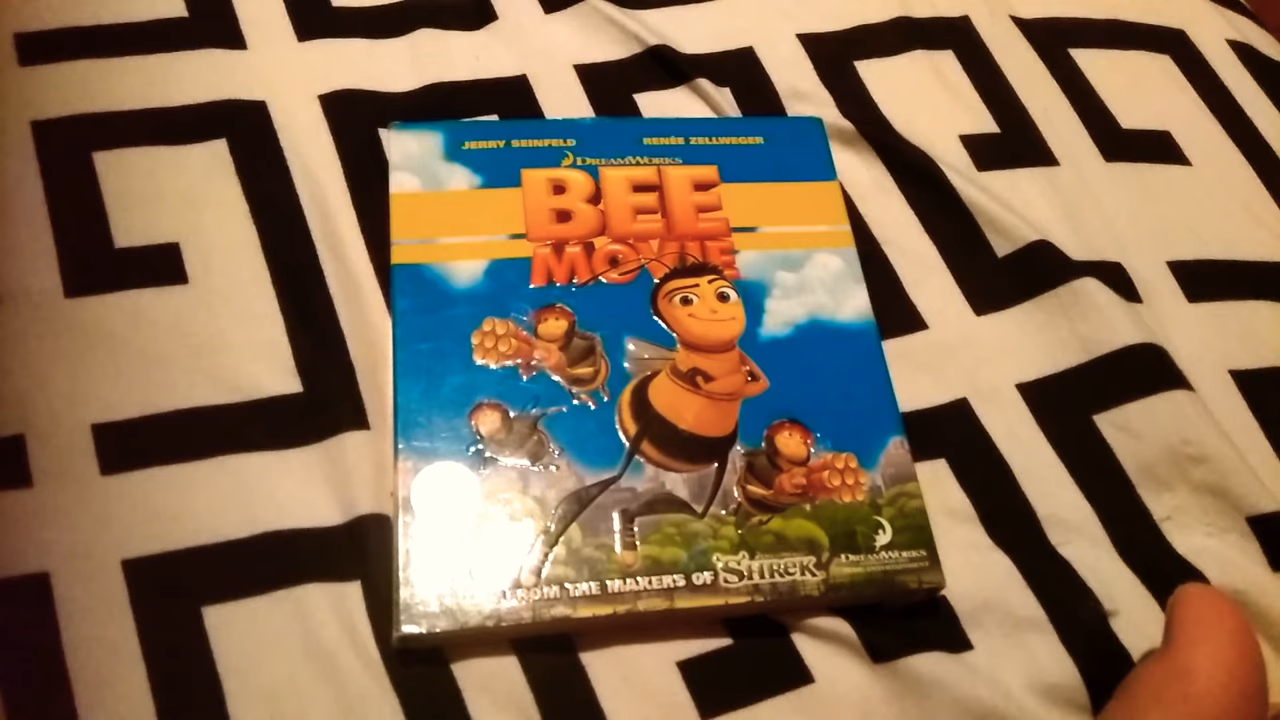 JERRY SEINFELD RENÉE ZELLWEGER
DREAMWORKS
BEE
MOVIE
FROM THE MAKERS OF SHREK
DREAMWORKS